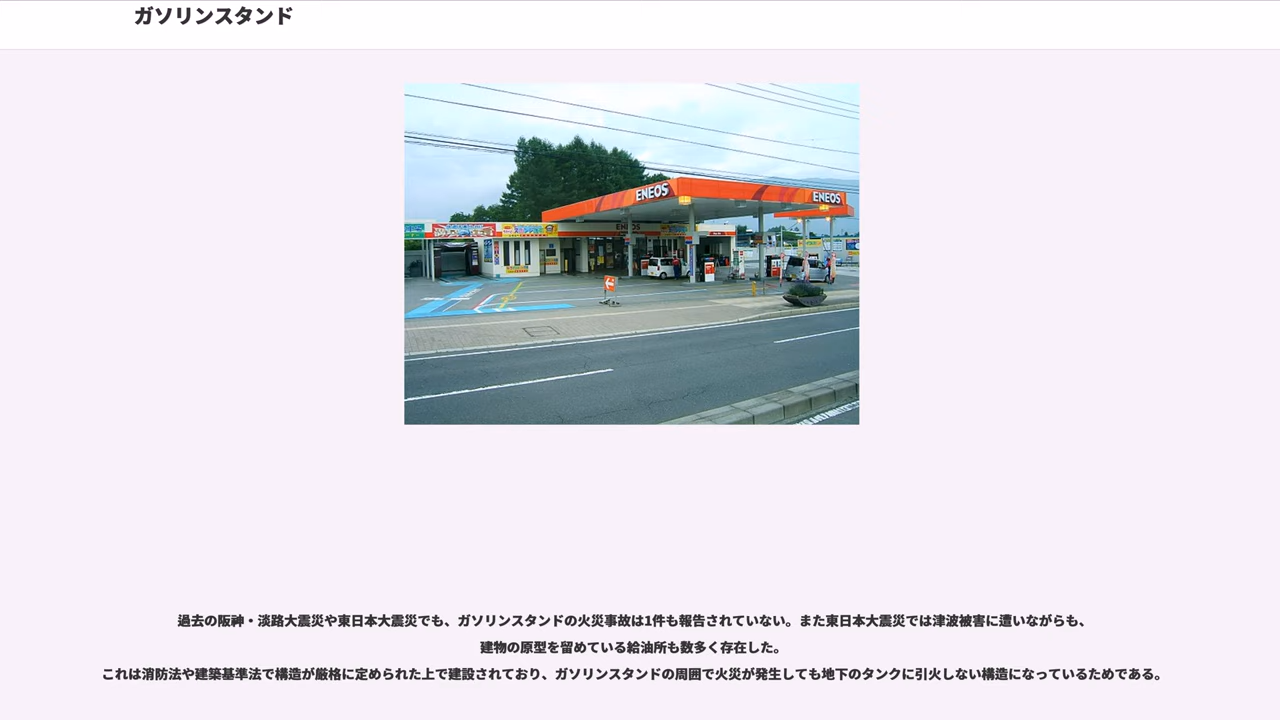 ガソリンスタンド
ENEOS
ENEOS
ENEOS
過去の阪神・淡路大震災や東日本大震災でも、ガソリンスタンドの火災事故は1件も報告されていない。また東日本大震災では津波被害に遭いながらも、
建物の原型を留めている給油所も数多く存在した。
これは消防法や建築基準法で構造が厳格に定められた上で建設されており、ガソリンスタンドの周囲で火災が発生しても地下のタンクに引火しない構造になっているためである。